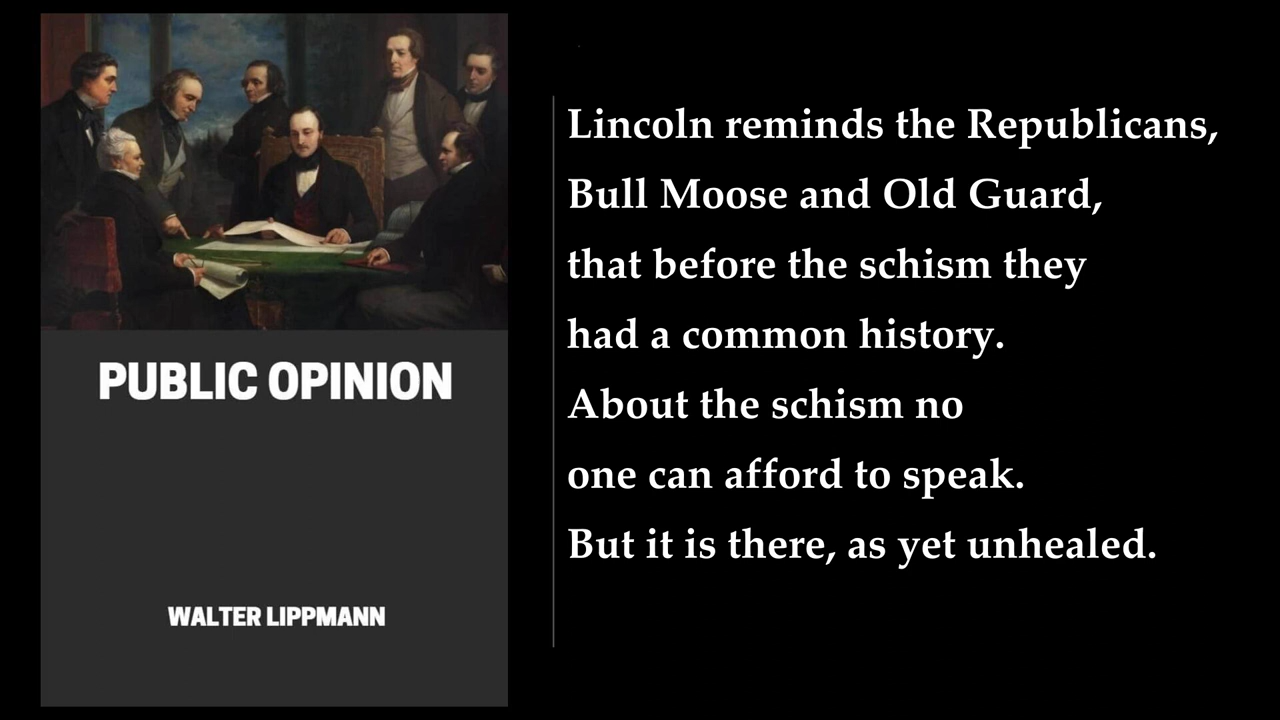 PUBLIC OPINION
WALTER LIPPMANN
Lincoln reminds the Republicans,
Bull Moose and Old Guard,
that before the schism they
had a common history.
About the schism no
one can afford to speak.
But it is there, as yet unhealed.